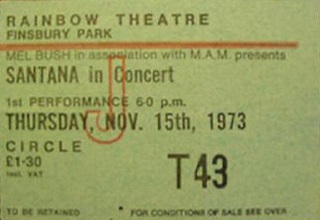 RAINBOW THEATRE
FINSBURY PARK
MEL BUSH in association with M.A.M. presents
SANTANA in Concert
1st PERFORMANCE 6·0 p.m.
THURSDAY, NOV. 15th, 1973
CIRCLE
£1·30
incl. VAT
T43
J
TO BE RETAINED FOR CONDITIONS OF SALE SEE OVER